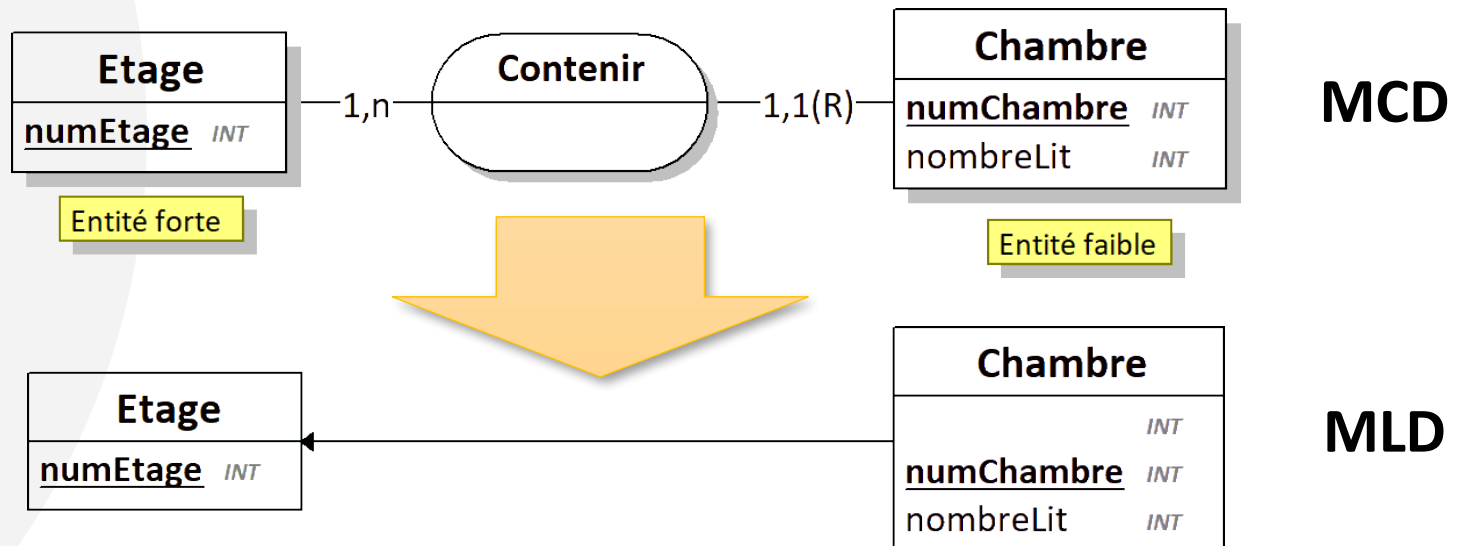 Etage
numEtage INT
1,n
Contenir
1,1(R)
Chambre
numChambre INT
nombreLit INT
MCD
Entité forte
Entité faible
Etage
numEtage INT
Chambre
INT
numChambre INT
nombreLit INT
MLD